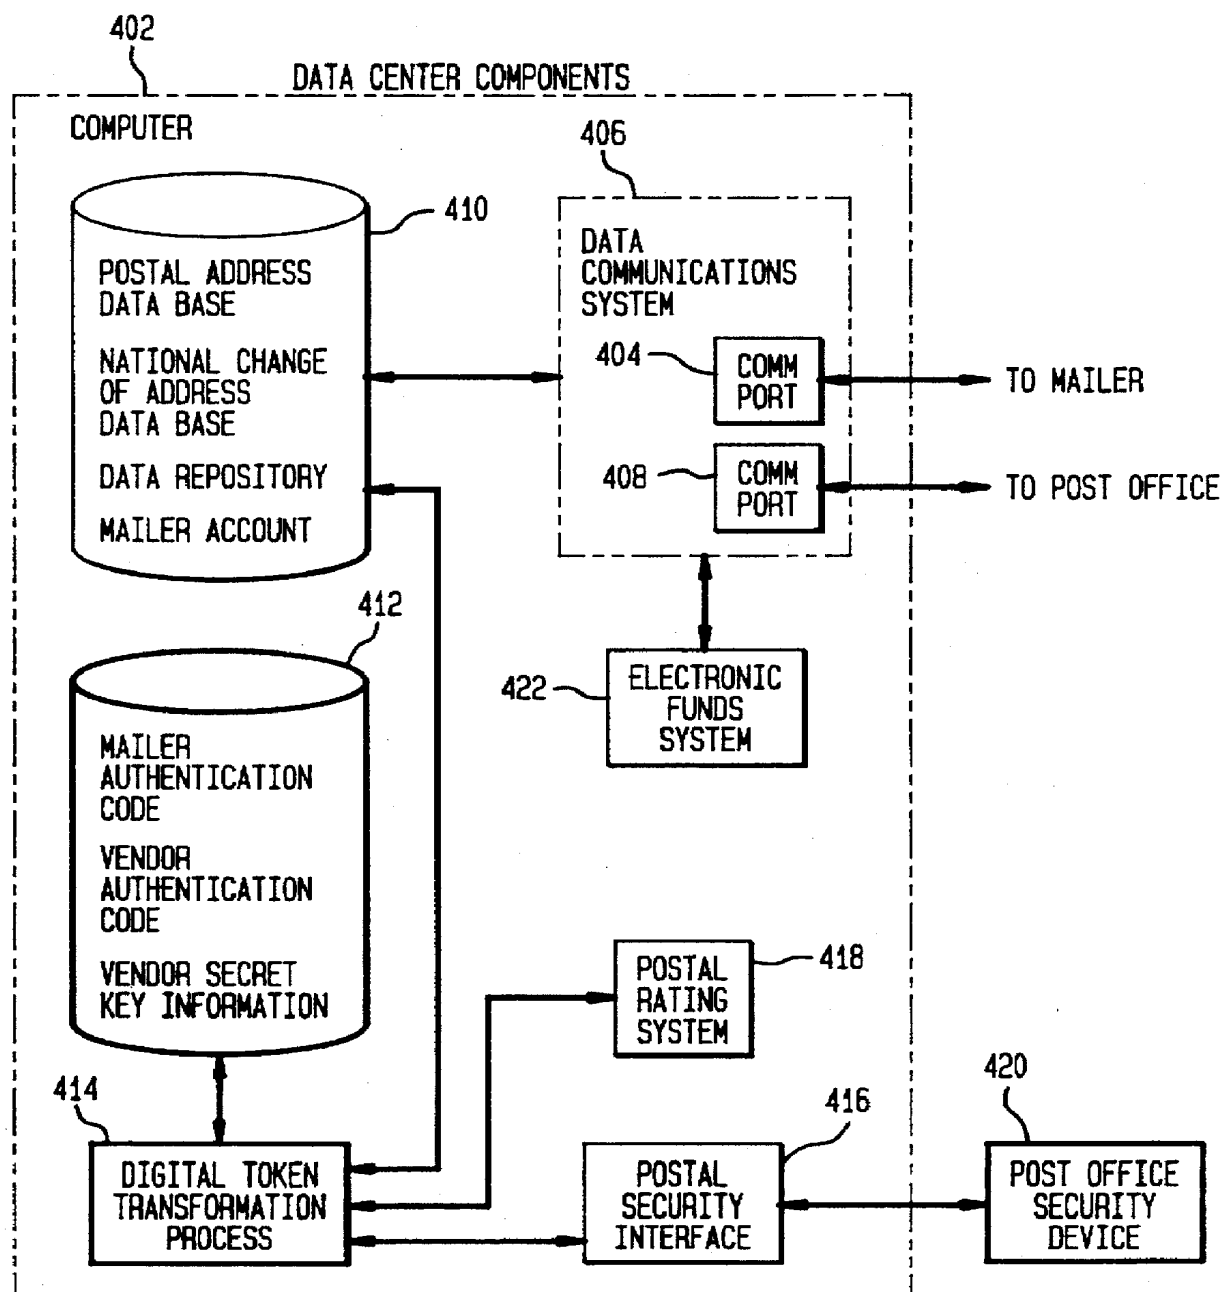 402
DATA CENTER COMPONENTS
COMPUTER
406
410
POSTAL ADDRESS
DATA BASE
NATIONAL CHANGE
OF ADDRESS
DATA BASE
DATA REPOSITORY
MAILER ACCOUNT
DATA
COMMUNICATIONS
SYSTEM
404
COMM
PORT
TO MAILER
408
COMM
PORT
TO POST OFFICE
412
MAILER
AUTHENTICATION
CODE
VENDOR
AUTHENTICATION
CODE
VENDOR SECRET
KEY INFORMATION
422
ELECTRONIC
FUNDS
SYSTEM
POSTAL
RATING
SYSTEM
418
414
DIGITAL TOKEN
TRANSFORMATION
PROCESS
416
POSTAL
SECURITY
INTERFACE
420
POST OFFICE
SECURITY
DEVICE